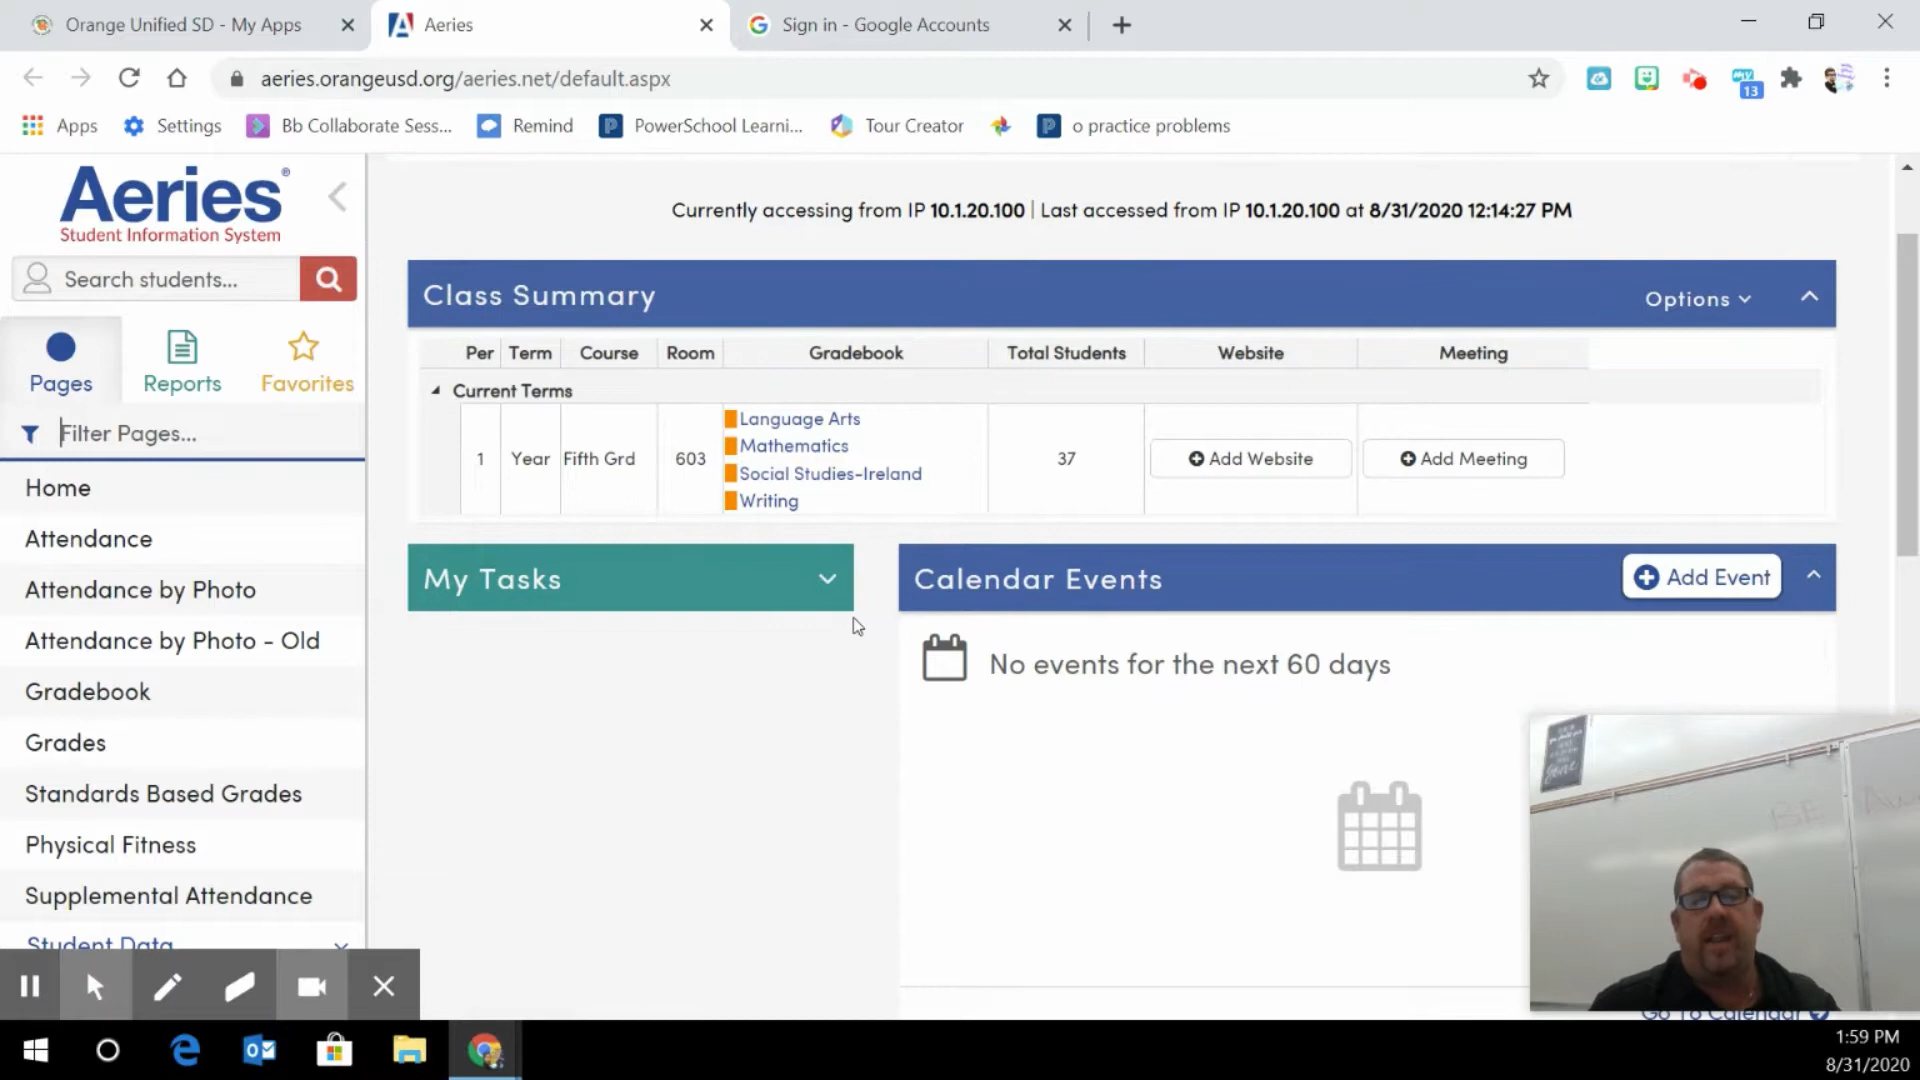 Orange Unified SD - My Apps
Aeries
Sign in - Google Accounts
aeries.orangeusd.org/aeries.net/default.aspx
13
Apps
Settings
Bb Collaborate Sess...
Remind
PowerSchool Learni...
Tour Creator
o practice problems
Aeries®
Student Information System
Search students...
Pages
Reports
Favorites
Filter Pages...
Home
Attendance
Attendance by Photo
Attendance by Photo - Old
Gradebook
Grades
Standards Based Grades
Physical Fitness
Supplemental Attendance
Student Data
Currently accessing from IP 10.1.20.100 | Last accessed from IP 10.1.20.100 at 8/31/2020 12:14:27 PM
Class Summary
Options
Per Term Course Room Gradebook Total Students Website Meeting
Current Terms
1 Year Fifth Grd 603 Language Arts 37 Add Website Add Meeting
Mathematics
Social Studies-Ireland
Writing
My Tasks
Calendar Events
Add Event
No events for the next 60 days
BE
Go To Calendar
1:59 PM
8/31/2020